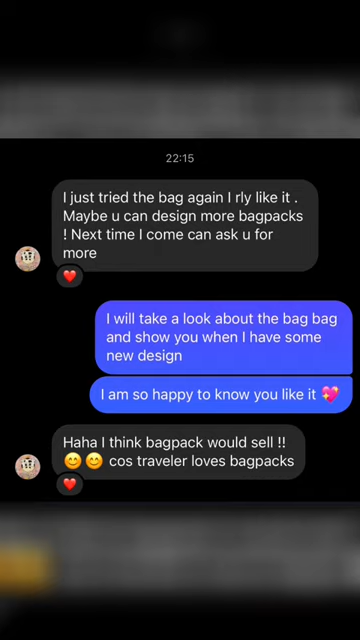 22:15
I just tried the bag again I rly like it .
Maybe u can design more bagpacks
! Next time I come can ask u for
more
I will take a look about the bag bag
and show you when I have some
new design
I am so happy to know you like it 💖
Haha I think bagpack would sell !!
😊😊 cos traveler loves bagpacks